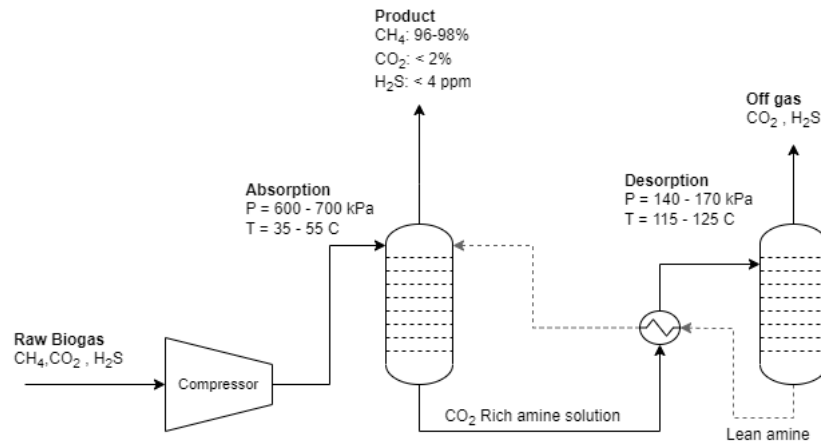 Product
CH₄: 96-98%
CO₂: < 2%
H₂S: < 4 ppm
Off gas
CO₂ , H₂S
Absorption
P = 600 - 700 kPa
T = 35 - 55 C
Desorption
P = 140 - 170 kPa
T = 115 - 125 C
Raw Biogas
CH₄,CO₂ , H₂S
Compressor
CO₂ Rich amine solution
Lean amine